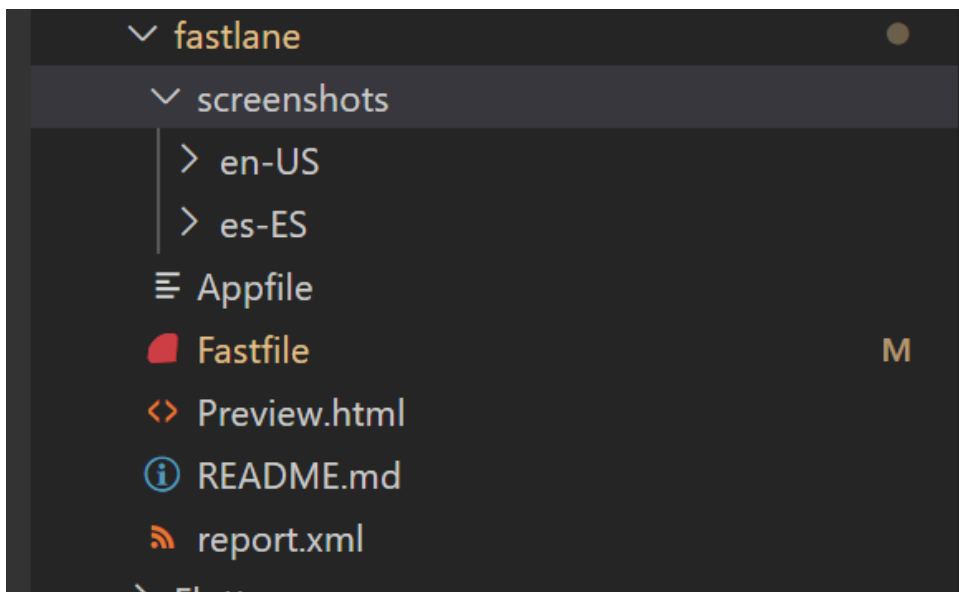 fastlane
screenshots
en-US
es-ES
Appfile
Fastfile M
Preview.html
README.md
report.xml